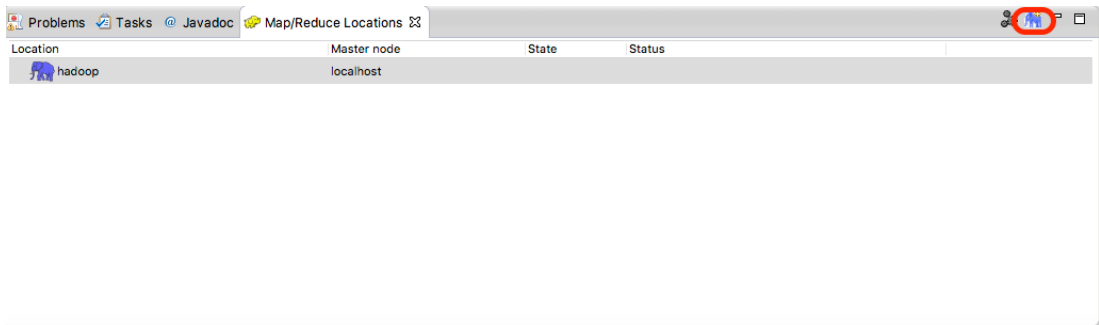 Problems @ Tasks @ Javadoc Map/Reduce Locations
Location Master node State Status
hadoop localhost